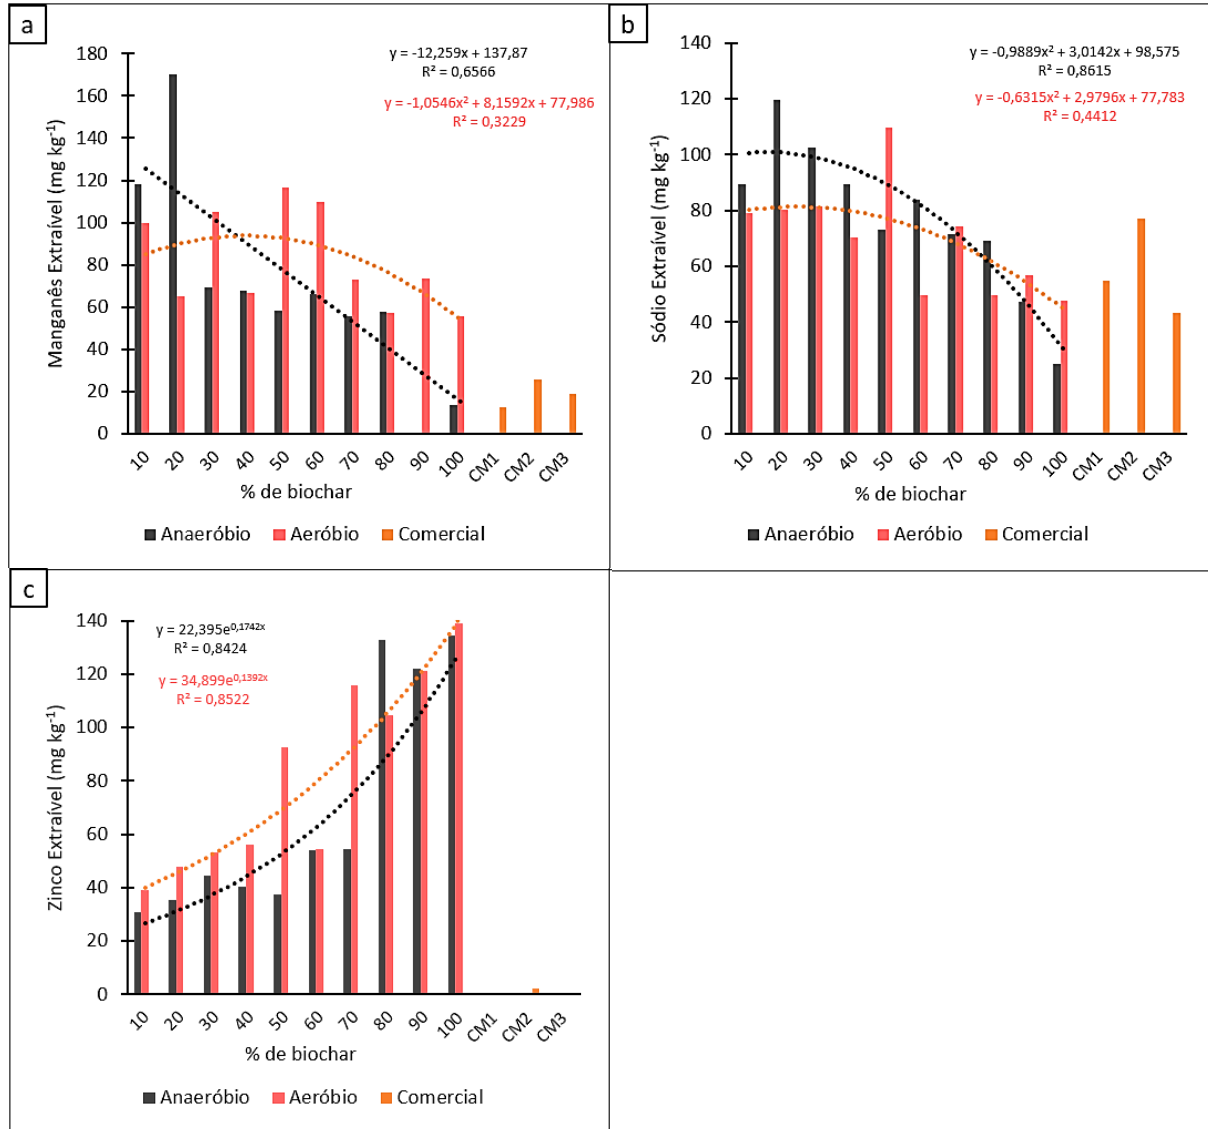 a
y = -12,259x + 137,87
R² = 0,6566
y = -1,0546x² + 8,1592x + 77,986
R² = 0,3229
Manganês Extraível (mg kg⁻¹)
180
160
140
120
100
80
60
40
20
0
10 20 30 40 50 60 70 80 90 100 CM1 CM2 CM3
% de biochar
Anaeróbio Aeróbio Comercial
b
y = -0,9889x² + 3,0142x + 98,575
R² = 0,8615
y = -0,6315x² + 2,9796x + 77,783
R² = 0,4412
Sódio Extraível (mg kg⁻¹)
140
120
100
80
60
40
20
0
10 20 30 40 50 60 70 80 90 100 CM1 CM2 CM3
% de biochar
Anaeróbio Aeróbio Comercial
c
y = 22,395e⁰,¹⁷⁴²ˣ
R² = 0,8424
y = 34,899e⁰,¹³⁹²ˣ
R² = 0,8522
Zinco Extraível (mg kg⁻¹)
140
120
100
80
60
40
20
0
10 20 30 40 50 60 70 80 90 100 CM1 CM2 CM3
% de biochar
Anaeróbio Aeróbio Comercial